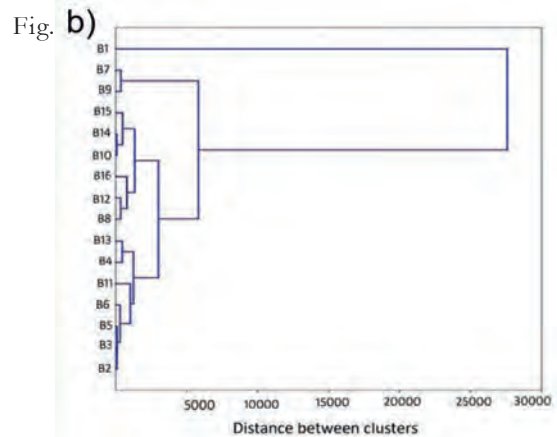 Fig. b)
B1
B7
B9
B15
B14
B10
B16
B12
B8
B13
B4
B11
B6
B5
B3
B2
5000 10000 15000 20000 25000 30000
Distance between clusters